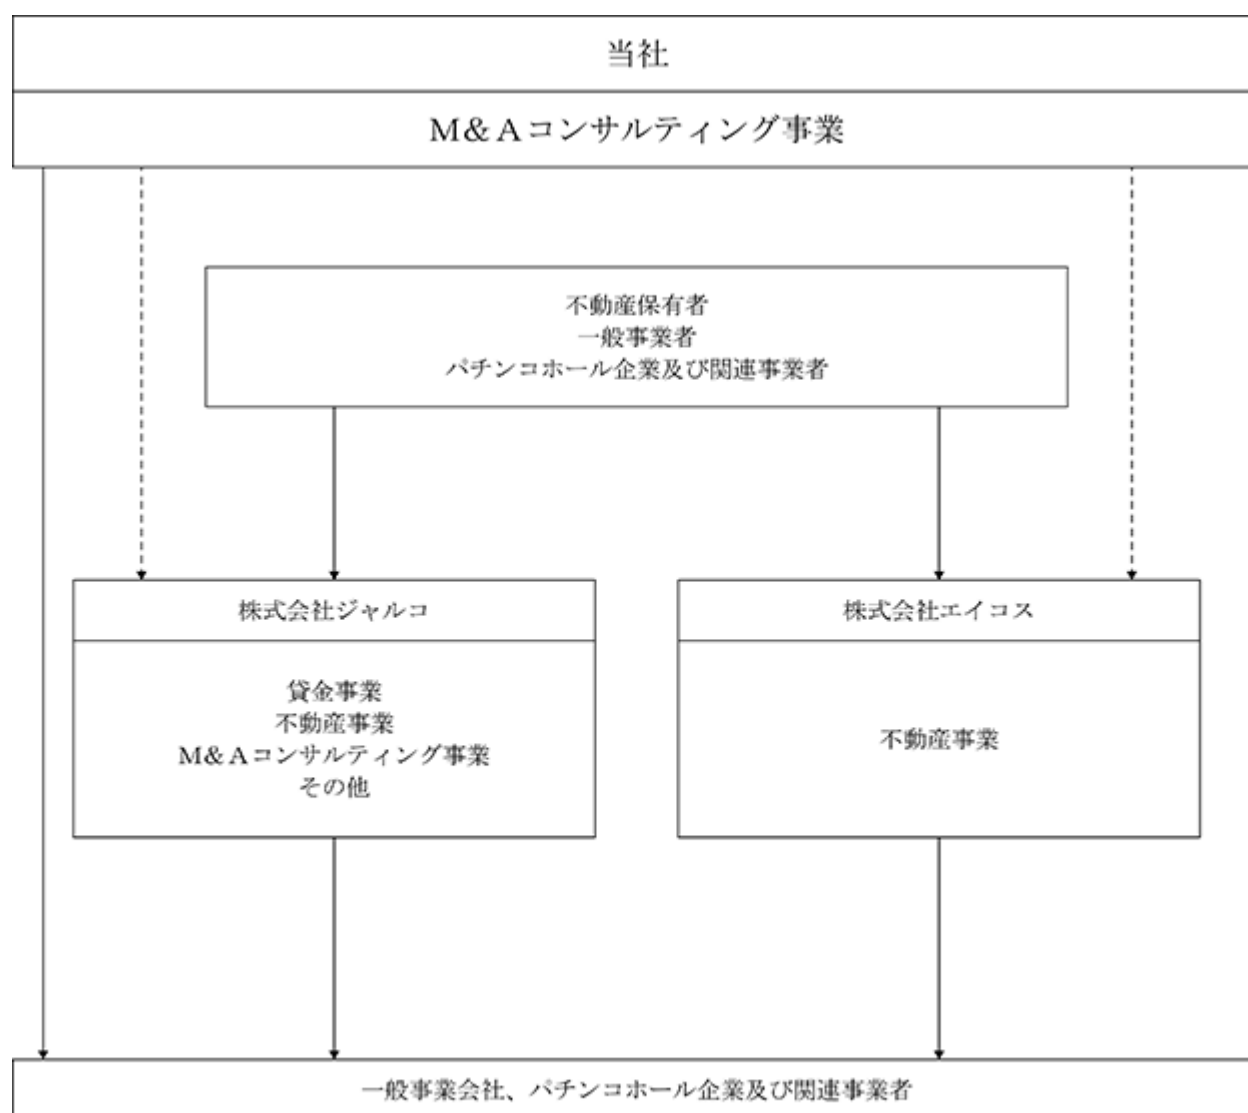 当社
M&Aコンサルティング事業
不動産保有者
一般事業者
パチンコホール企業及び関連事業者
株式会社ジャルコ
貸金事業
不動産事業
M&Aコンサルティング事業
その他
株式会社エイコス
不動産事業
一般事業会社、パチンコホール企業及び関連事業者